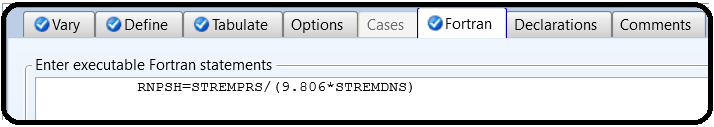 Vary Define Tabulate Options Cases Fortran Declarations Comments
Enter executable Fortran statements
RNPSH=STREMPRS/(9.806*STREMDNS)